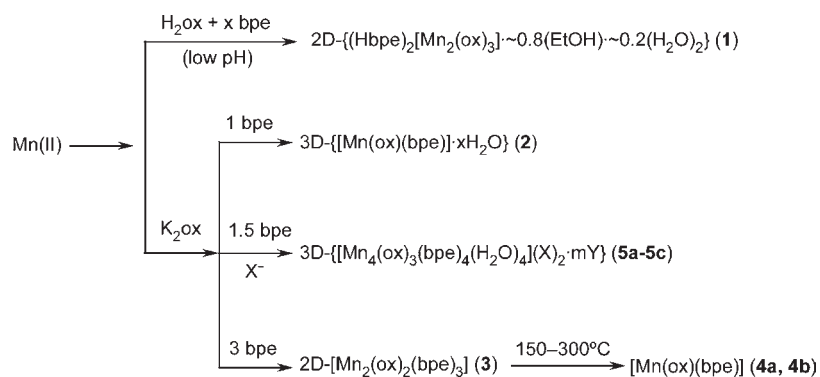 H₂ox + x bpe
(low pH)
2D-{(Hbpe)₂[Mn₂(ox)₃]·~0.8(EtOH)·~0.2(H₂O)₂} (1)
1 bpe
3D-{[Mn(ox)(bpe)]·xH₂O} (2)
Mn(II)
K₂ox
1.5 bpe
X⁻
3D-{[Mn₄(ox)₃(bpe)₄(H₂O)₄](X)₂·mY} (5a-5c)
3 bpe
2D-[Mn₂(ox)₂(bpe)₃] (3)
150–300ºC
[Mn(ox)(bpe)] (4a, 4b)